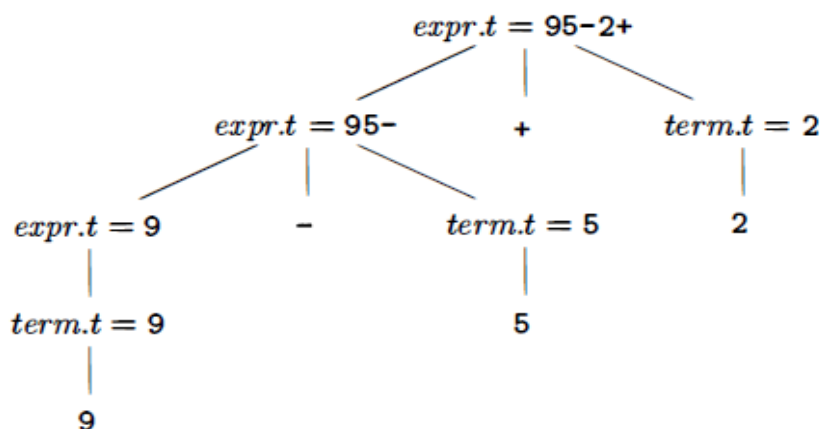 expr.t = 95-2+
expr.t = 95- + term.t = 2
expr.t = 9 - term.t = 5 2
term.t = 9 5
9